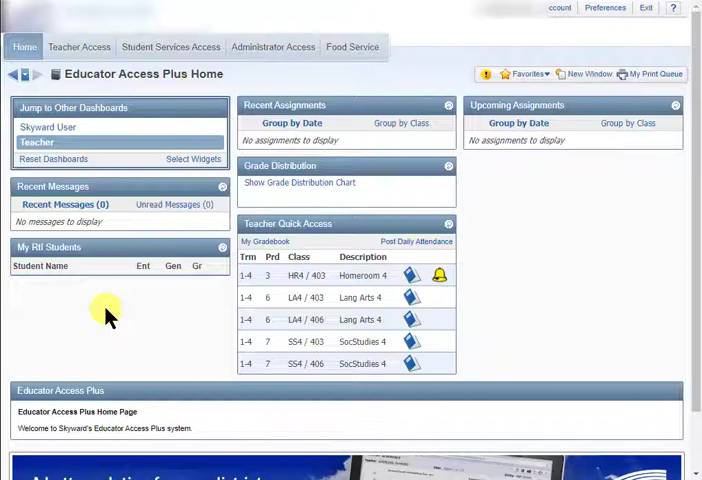 ccount Preferences Exit ?
Home Teacher Access Student Services Access Administrator Access Food Service
Educator Access Plus Home
Favorites New Window My Print Queue
Jump to Other Dashboards
Skyward User
Teacher
Reset Dashboards Select Widgets
Recent Messages
Recent Messages (0) Unread Messages (0)
No messages to display
My RtI Students
Student Name Ent Gen Gr
Recent Assignments
Group by Date Group by Class
No assignments to display
Grade Distribution
Show Grade Distribution Chart
Teacher Quick Access
My Gradebook Post Daily Attendance
Trm Prd Class Description
1-4 3 HR4 / 403 Homeroom 4
1-4 6 LA4 / 403 Lang Arts 4
1-4 6 LA4 / 406 Lang Arts 4
1-4 7 SS4 / 403 SocStudies 4
1-4 7 SS4 / 406 SocStudies 4
Upcoming Assignments
Group by Date Group by Class
No assignments to display
Educator Access Plus
Educator Access Plus Home Page
Welcome to Skyward's Educator Access Plus system.